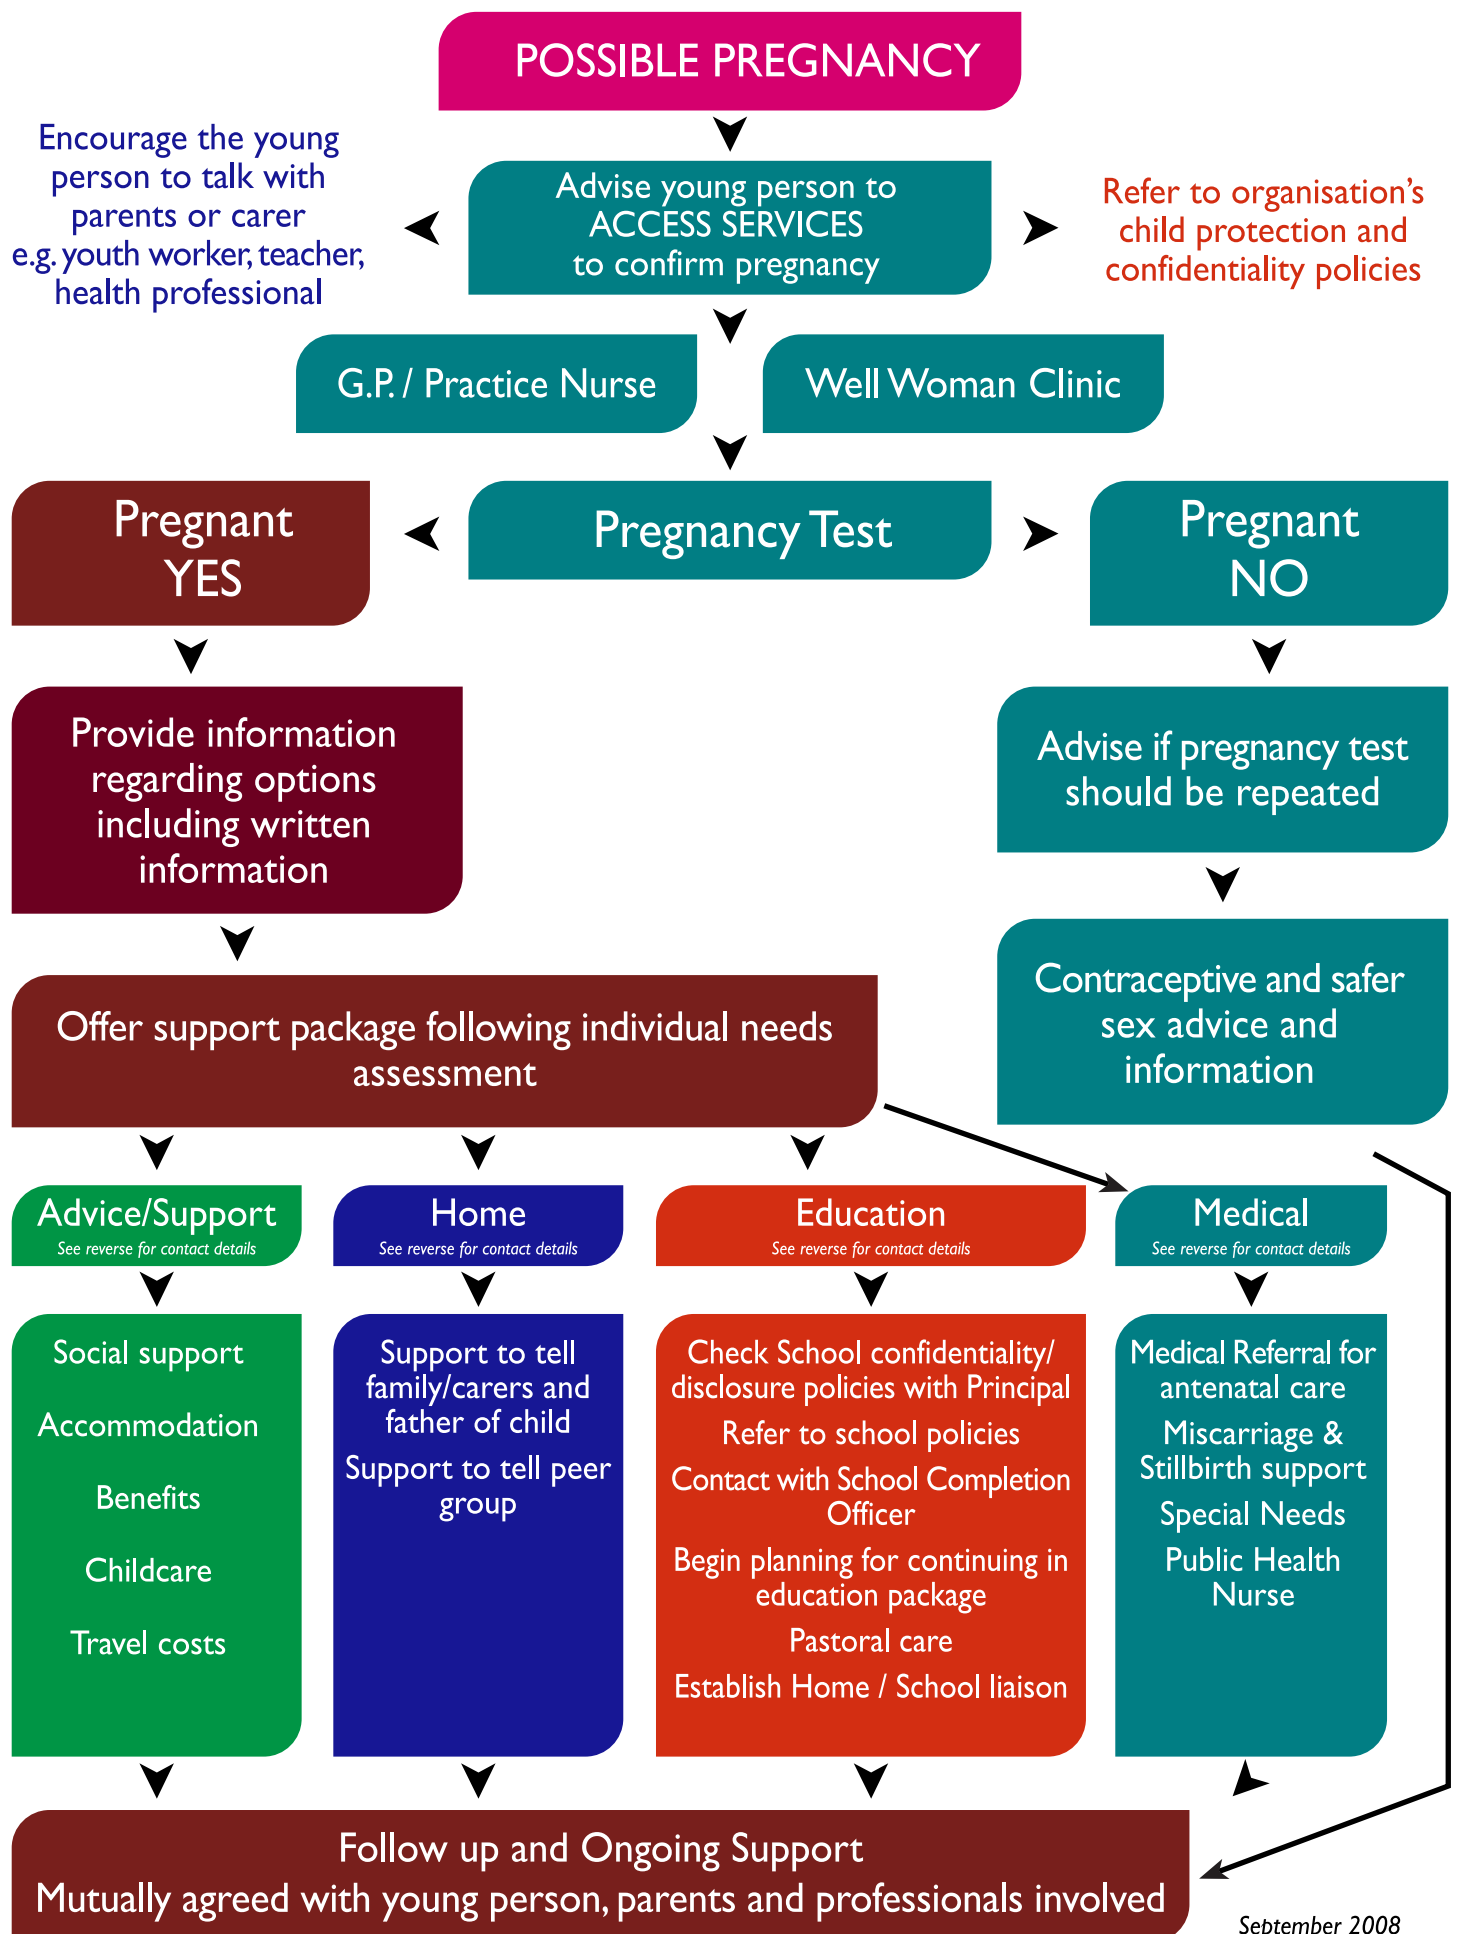 POSSIBLE PREGNANCY
Encourage the young
person to talk with
parents or carer
e.g. youth worker, teacher,
health professional
Advise young person to
ACCESS SERVICES
to confirm pregnancy
Refer to organisation's
child protection and
confidentiality policies
G.P. / Practice Nurse
Well Woman Clinic
Pregnant
YES
Pregnancy Test
Pregnant
NO
Provide information
regarding options
including written
information
Advise if pregnancy test
should be repeated
Contraceptive and safer
sex advice and
information
Offer support package following individual needs
assessment
Advice/Support
See reverse for contact details
Home
See reverse for contact details
Education
See reverse for contact details
Medical
See reverse for contact details
Social support
Accommodation
Benefits
Childcare
Travel costs
Support to tell
family/carers and
father of child
Support to tell peer
group
Check School confidentiality/
disclosure policies with Principal
Refer to school policies
Contact with School Completion
Officer
Begin planning for continuing in
education package
Pastoral care
Establish Home / School liaison
Medical Referral for
antenatal care
Miscarriage &
Stillbirth support
Special Needs
Public Health
Nurse
Follow up and Ongoing Support
Mutually agreed with young person, parents and professionals involved
September 2008